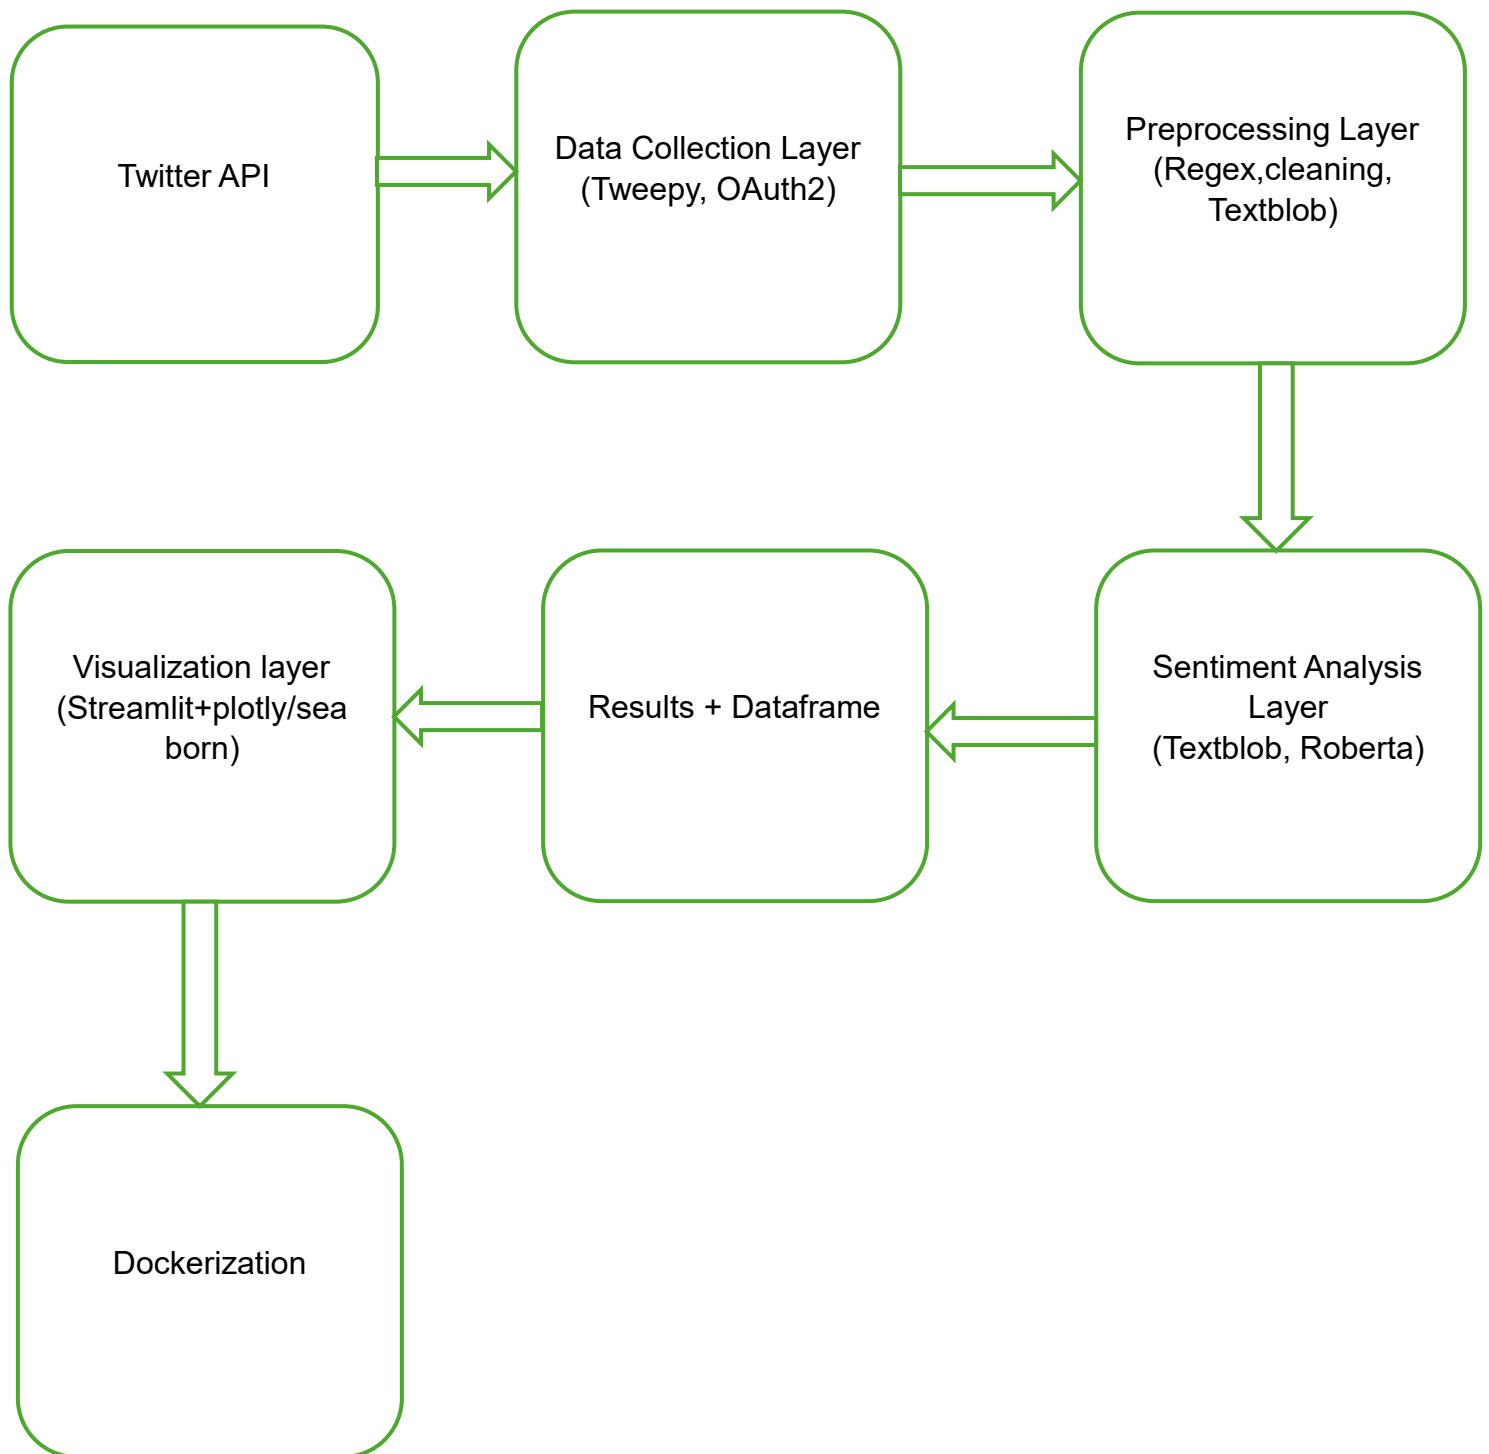 Twitter API
Data Collection Layer
(Tweepy, OAuth2)
Preprocessing Layer
(Regex,cleaning,
Textblob)
Sentiment Analysis
Layer
(Textblob, Roberta)
Results + Dataframe
Visualization layer
(Streamlit+plotly/sea
born)
Dockerization